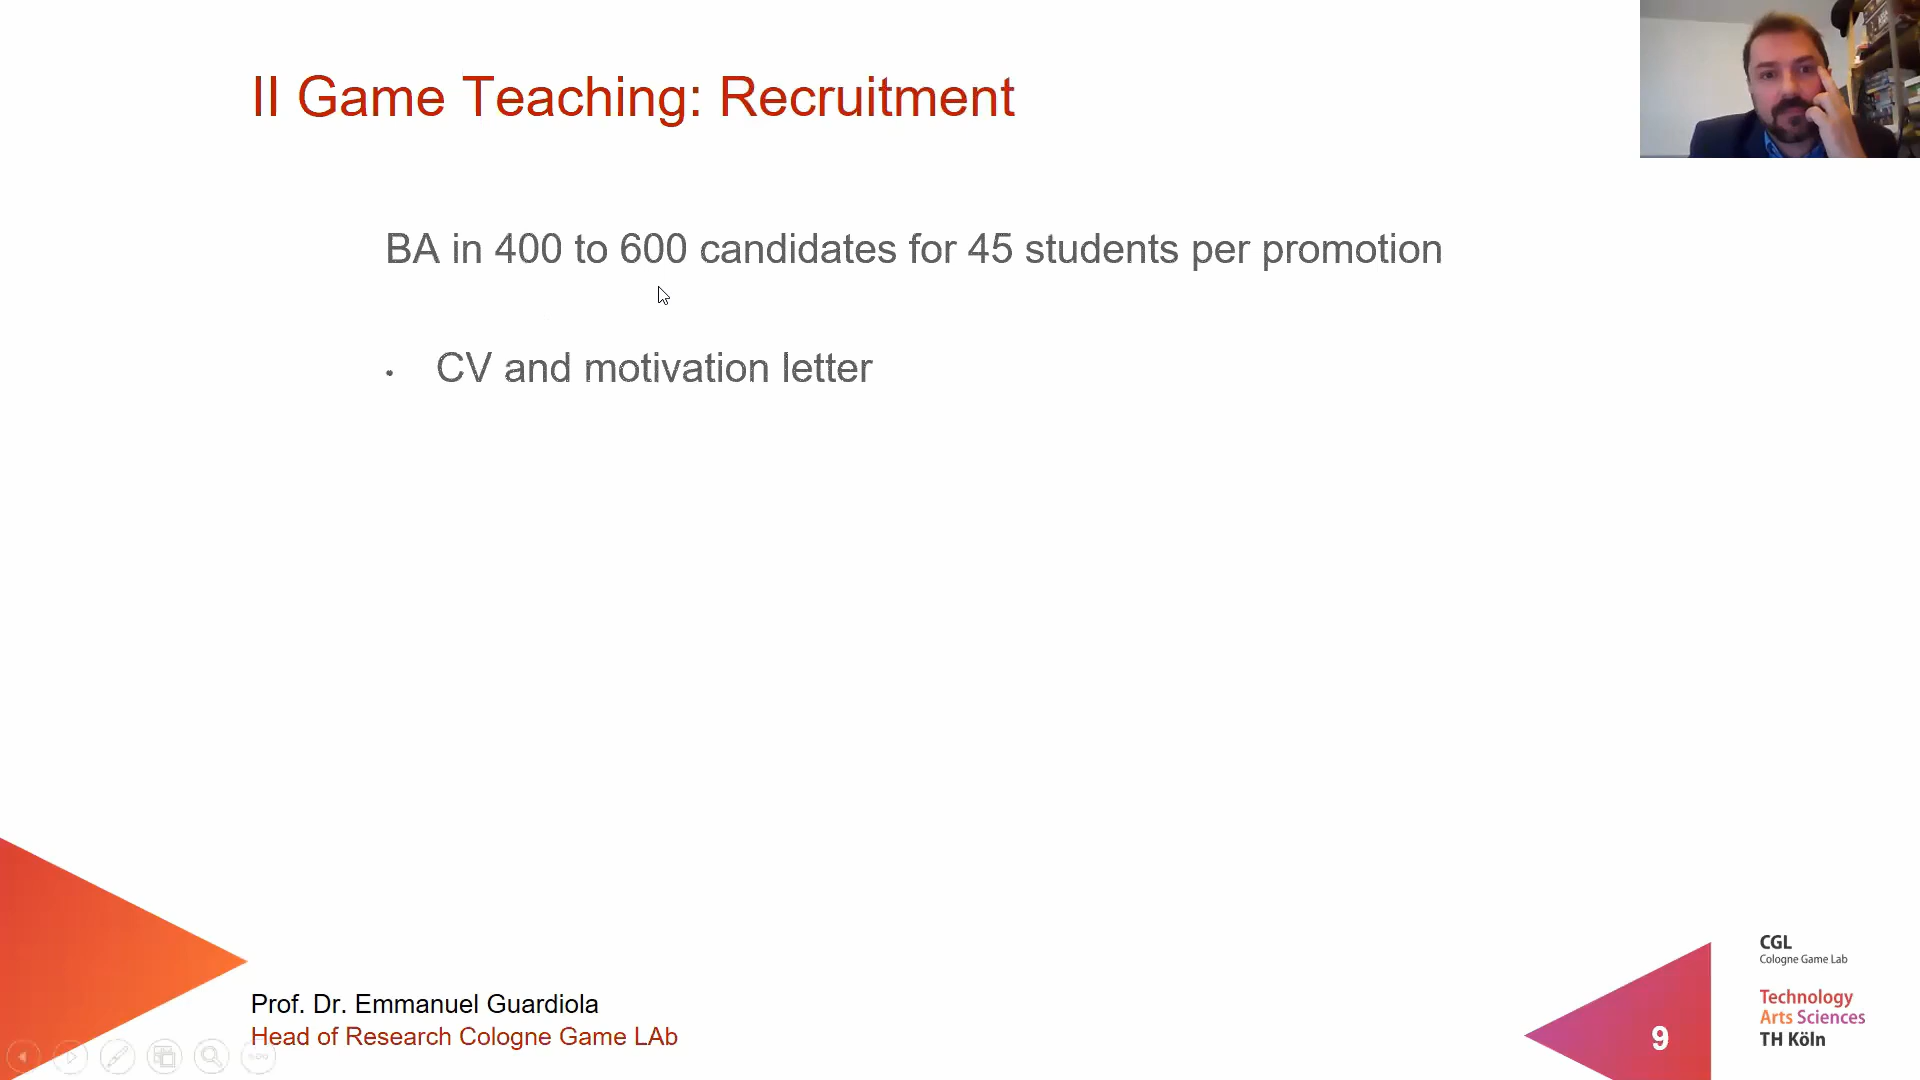 II Game Teaching: Recruitment
BA in 400 to 600 candidates for 45 students per promotion
• CV and motivation letter
Prof. Dr. Emmanuel Guardiola
Head of Research Cologne Game LAb
9
CGL
Cologne Game Lab
Technology
Arts Sciences
TH Köln